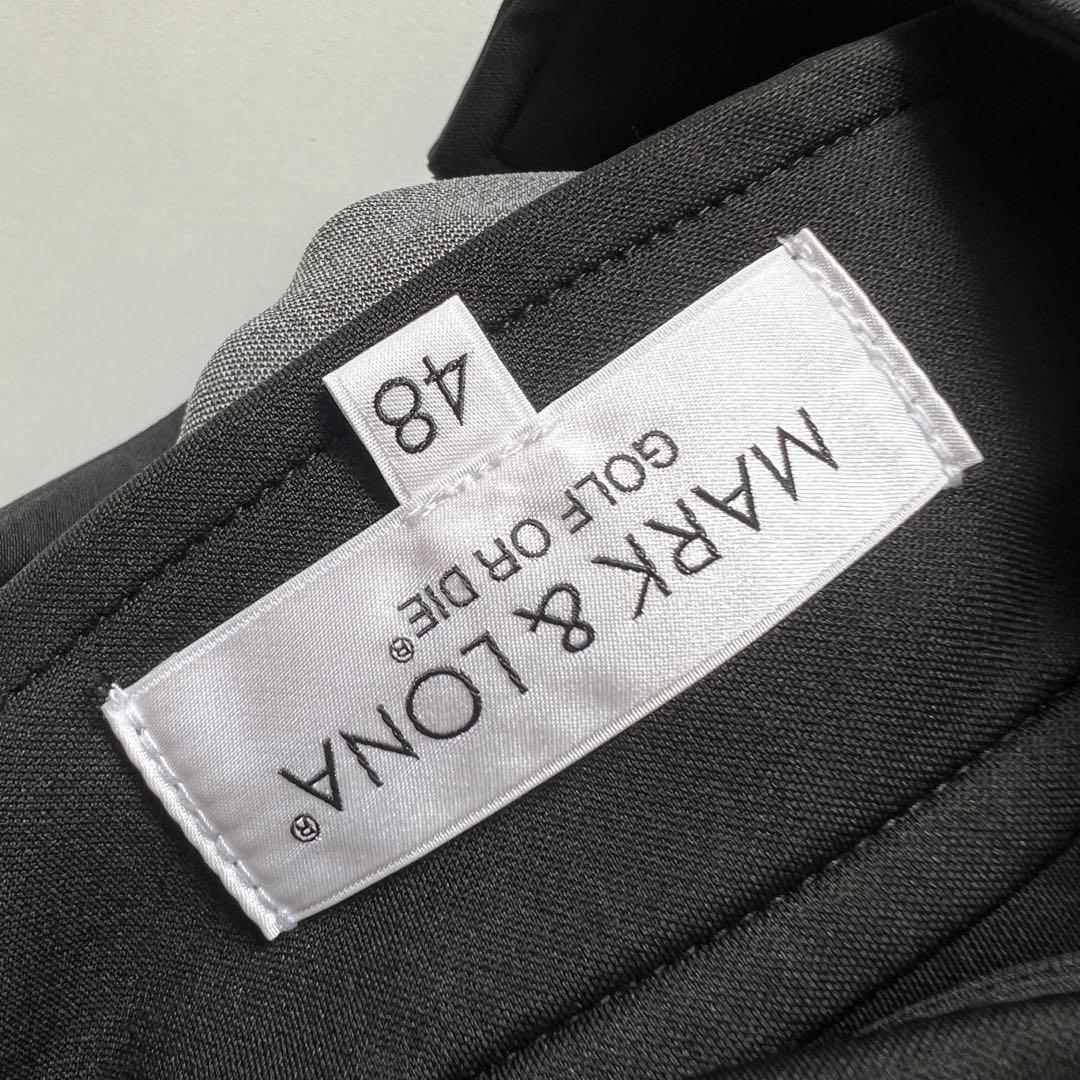 MARK & LONA®
GOLF OR DIE®
48